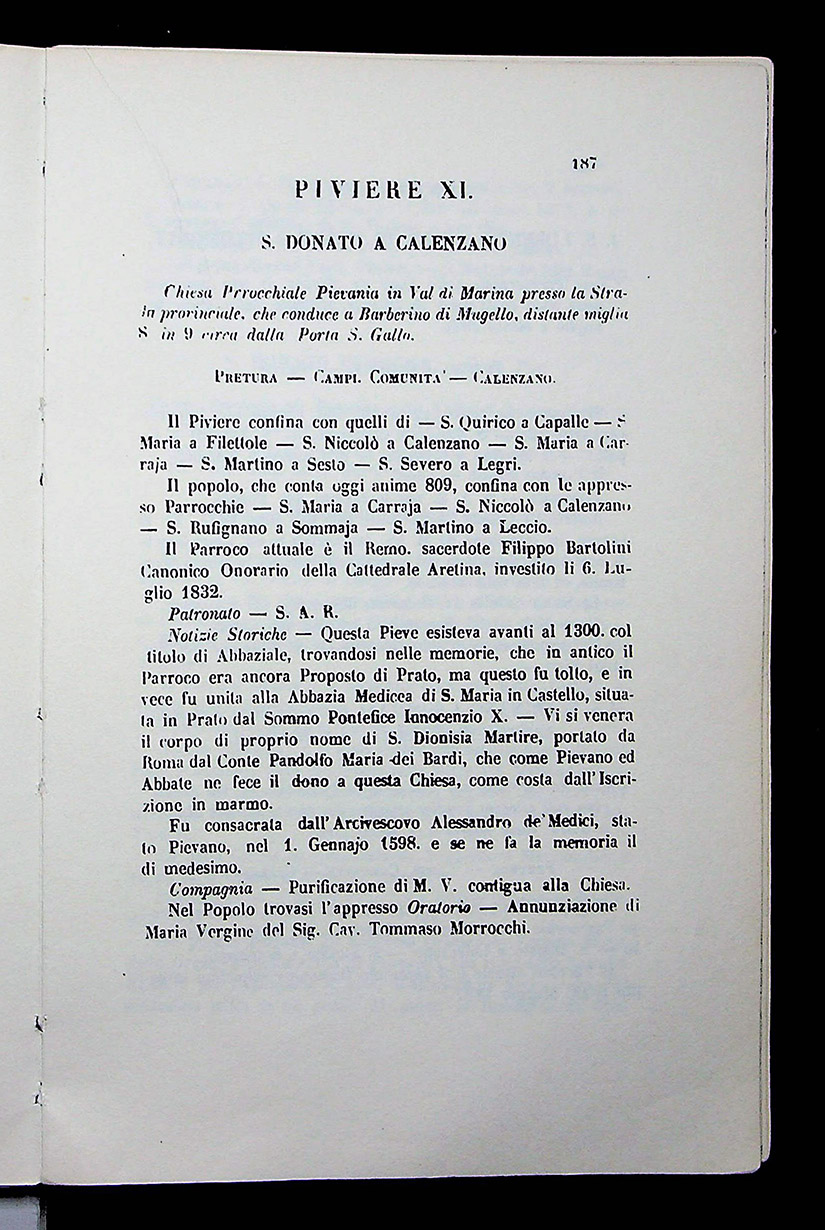 187
PIVIERE XI.
S. DONATO A CALENZANO
Chiesa Prrocchiale Pievania in Val di Marina presso la Stra-
da provinciale, che conduce a Barberino di Mugello, distante miglia
8 in 9 circa dalla Porta S. Gallo.
PRETURA — CAMPI. COMUNITA' — CALENZANO.
Il Piviere confina con quelli di — S. Quirico a Capalle — S
Maria a Filettole — S. Niccolò a Calenzano — S. Maria a Car-
raja — S. Martino a Sesto — S. Severo a Legri.
Il popolo, che conta oggi anime 809, confina con le appres-
so Parrocchie — S. Maria a Carraja — S. Niccolò a Calenzano
— S. Rufignano a Sommaja — S. Martino a Leccio.
Il Parroco attuale è il Remo. sacerdote Filippo Bartolini
Canonico Onorario della Cattedrale Aretina, investito li 6. Lu-
glio 1832.
Patronato — S. A. R.
Notizie Storiche — Questa Pieve esisteva avanti al 1300. col
titolo di Abbaziale, trovandosi nelle memorie, che in antico il
Parroco era ancora Proposto di Prato, ma questo fu tolto, e in
vece fu unita alla Abbazia Medicea di S. Maria in Castello, situa-
ta in Prato dal Sommo Pontefice Innocenzio X. — Vi si venera
il corpo di proprio nome di S. Dionisia Martire, portato da
Roma dal Conte Pandolfo Maria dei Bardi, che come Pievano ed
Abbate ne fece il dono a questa Chiesa, come costa dall'Iscri-
zione in marmo.
Fu consacrata dall'Arcivescovo Alessandro de'Medici, sta-
to Pievano, nel 1. Gennajo 1598. e se ne fa la memoria il
di medesimo.
Compagnia — Purificazione di M. V. contigua alla Chiesa.
Nel Popolo trovasi l'appresso Oratorio — Annunziazione di
Maria Vergine del Sig. Cav. Tommaso Morrocchi.